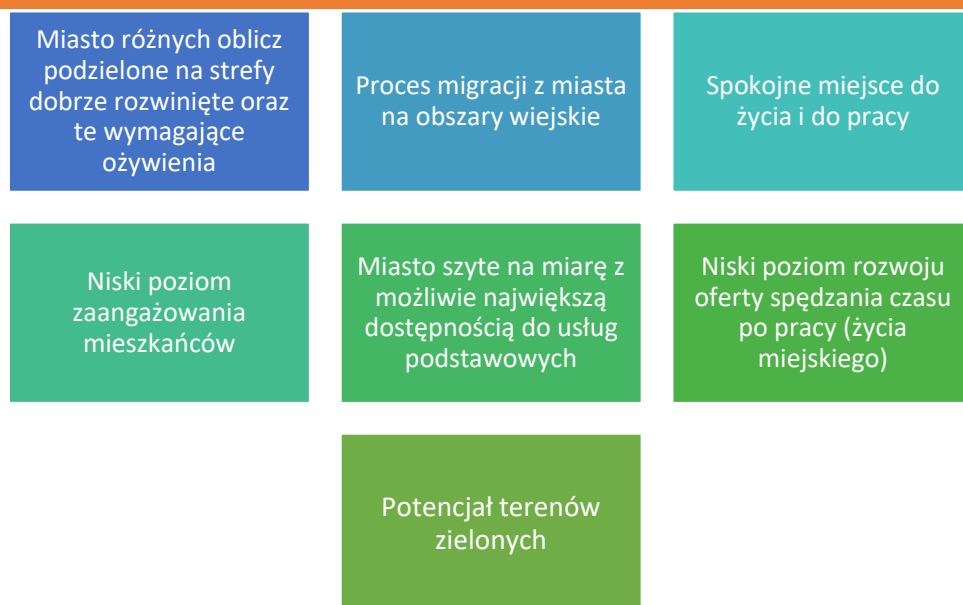 Miasto różnych oblicz
podzielone na strefy
dobrze rozwinięte oraz
te wymagające
ożywienia
Proces migracji z miasta
na obszary wiejskie
Spokojne miejsce do
życia i do pracy
Niski poziom
zaangażowania
mieszkańców
Miasto szyte na miarę z
możliwie największą
dostępnością do usług
podstawowych
Niski poziom rozwoju
oferty spędzania czasu
po pracy (życia
miejskiego)
Potencjał terenów
zielonych